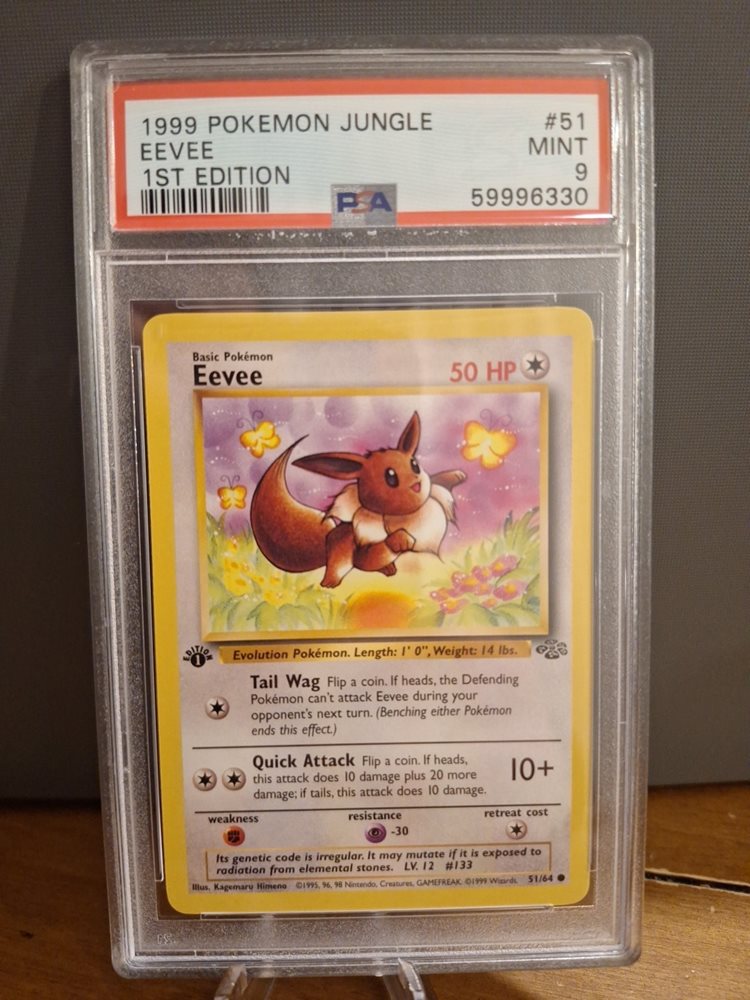 1999 POKEMON JUNGLE #51
EEVEE MINT
1ST EDITION 9
PSA 59996330
Basic Pokémon
Eevee 50 HP
EDITION 1
Evolution Pokémon. Length: 1' 0", Weight: 14 lbs.
Tail Wag Flip a coin. If heads, the Defending
Pokémon can't attack Eevee during your
opponent's next turn. (Benching either Pokémon
ends this effect.)
Quick Attack Flip a coin. If heads,
this attack does 10 damage plus 20 more
damage; if tails, this attack does 10 damage.
10+
weakness resistance retreat cost
-30
Its genetic code is irregular. It may mutate if it is exposed to
radiation from elemental stones. LV. 12 #133
Illus. Kagemaru Himeno ©1995, 96, 98 Nintendo, Creatures, GAMEFREAK. ©1999 Wizards. 51/64